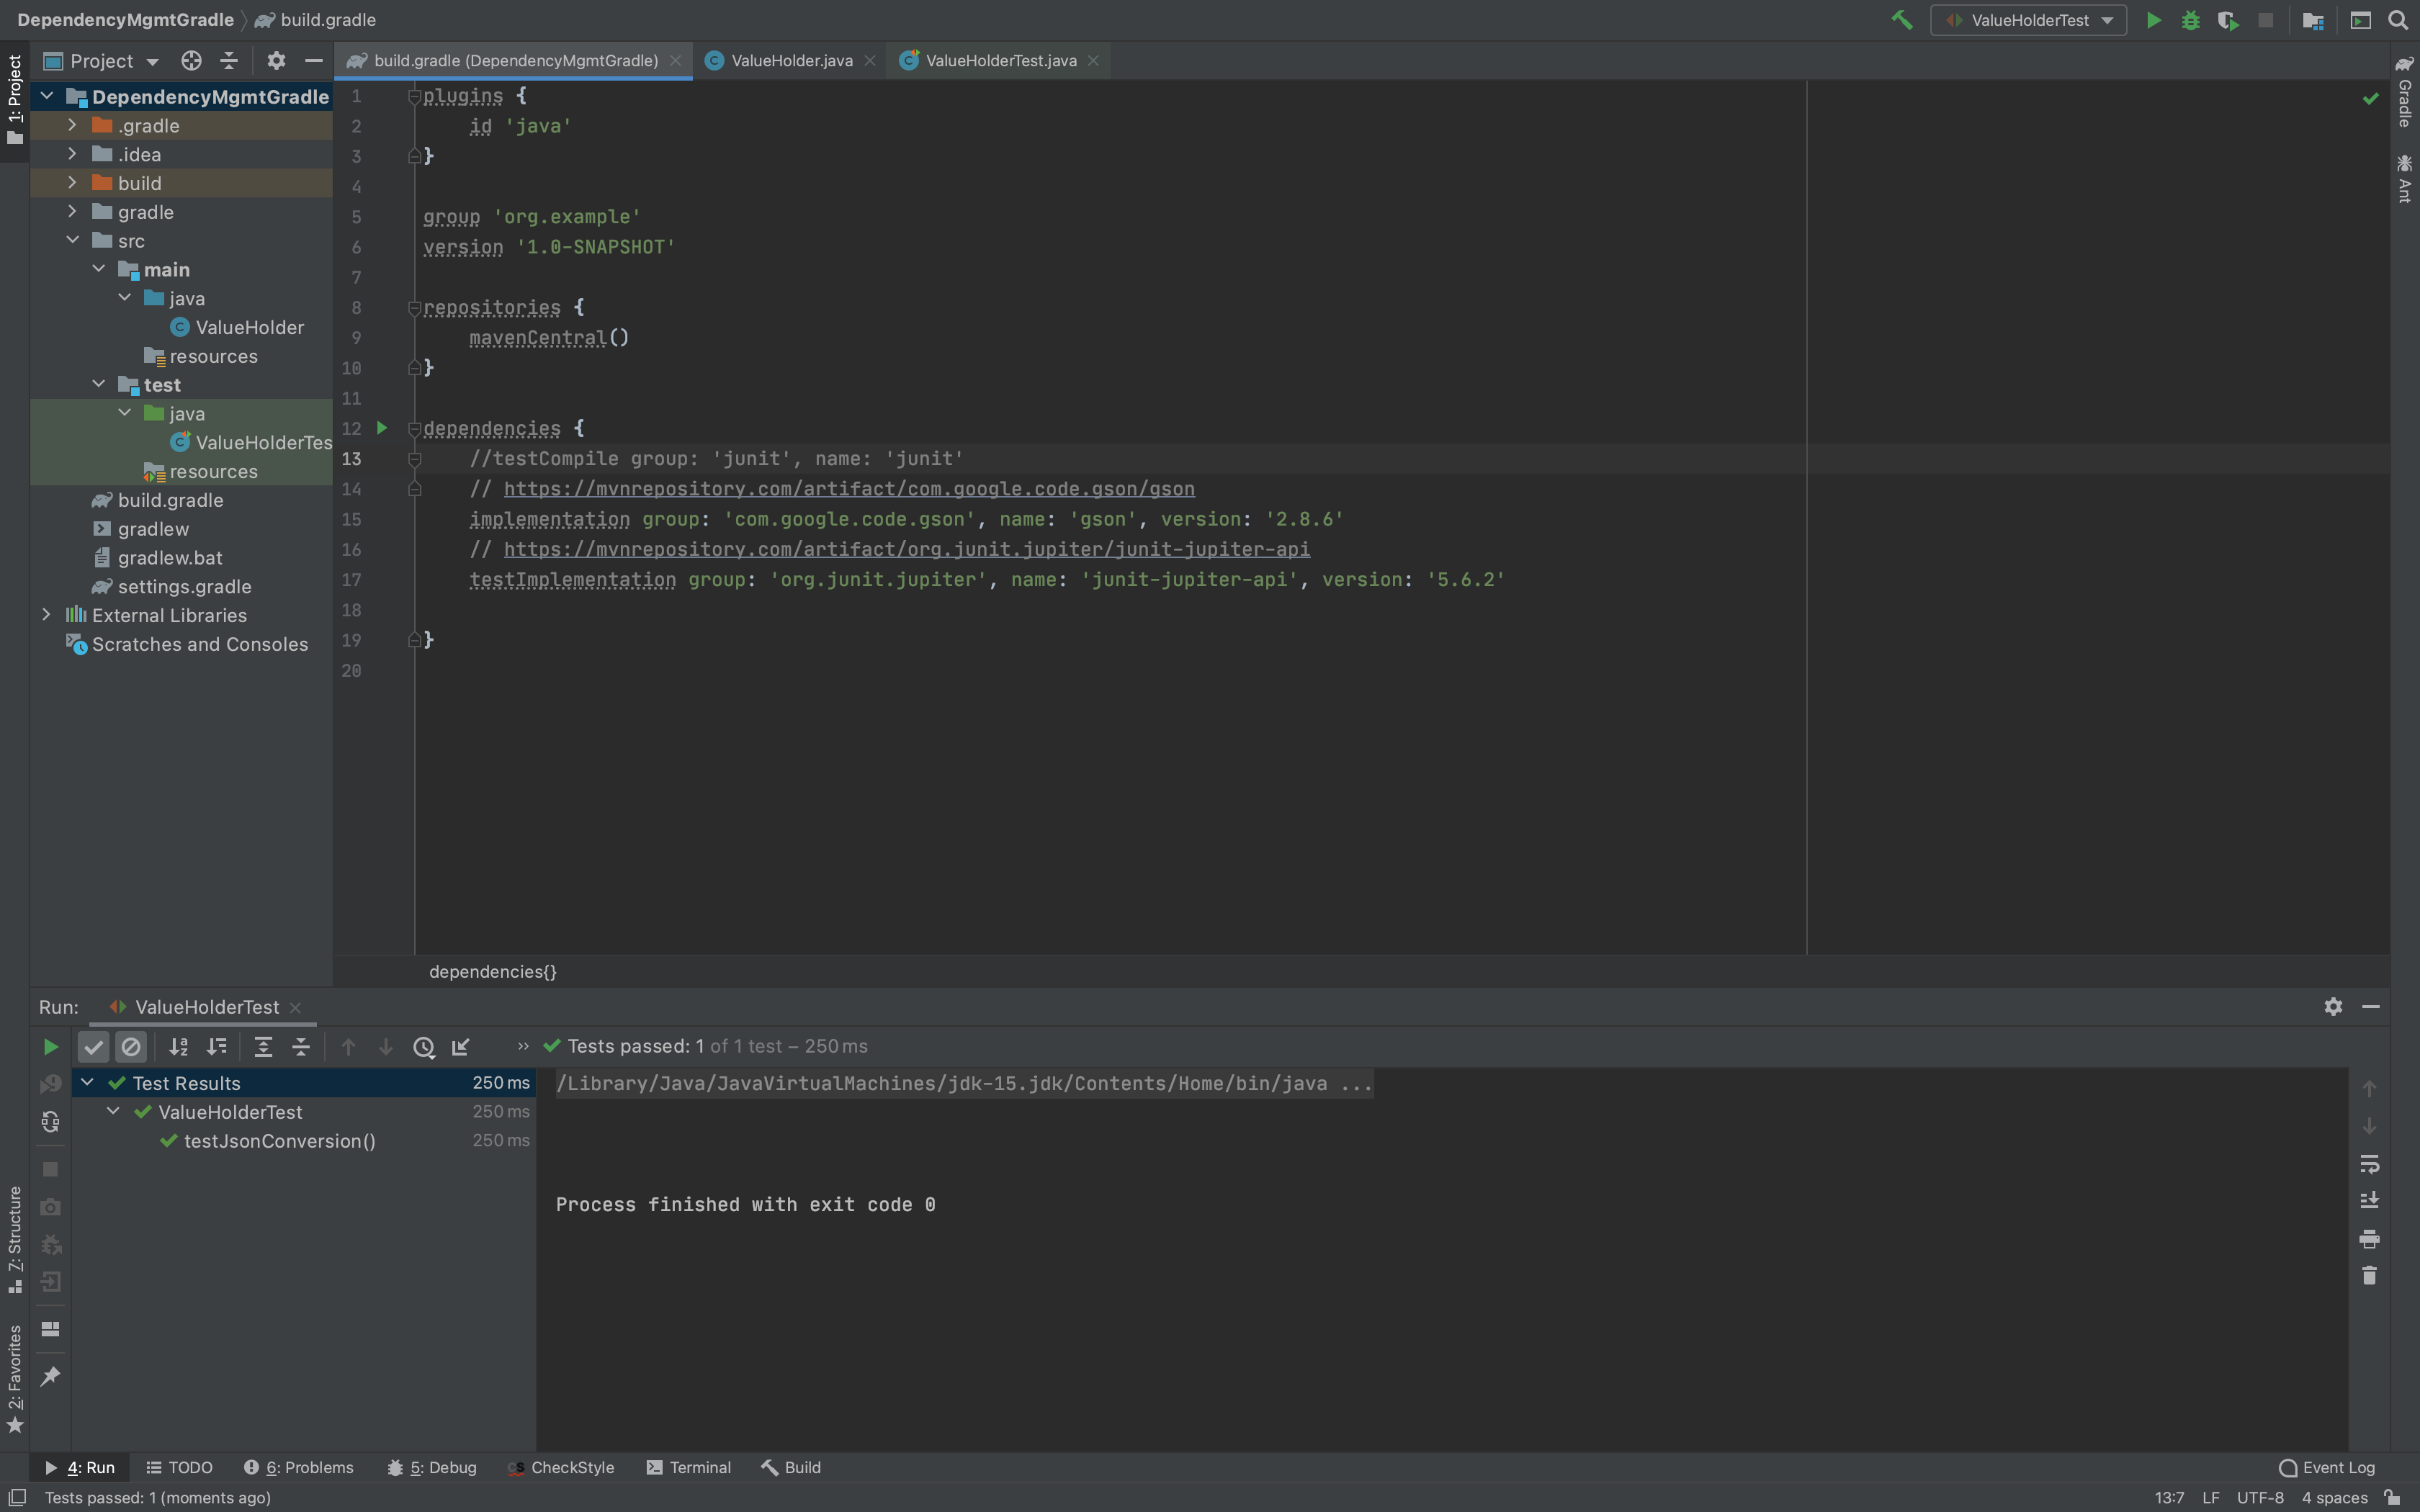 DependencyMgmtGradle build.gradle
ValueHolderTest
Project
build.gradle (DependencyMgmtGradle)
ValueHolder.java
ValueHolderTest.java
1: Project
DependencyMgmtGradle
.gradle
.idea
build
gradle
src
main
java
ValueHolder
resources
test
java
ValueHolderTes
resources
build.gradle
gradlew
gradlew.bat
settings.gradle
External Libraries
Scratches and Consoles
1 plugins {
2 id 'java'
3 }
4
5 group 'org.example'
6 version '1.0-SNAPSHOT'
7
8 repositories {
9 mavenCentral()
10 }
11
12 dependencies {
13 //testCompile group: 'junit', name: 'junit'
14 // https://mvnrepository.com/artifact/com.google.code.gson/gson
15 implementation group: 'com.google.code.gson', name: 'gson', version: '2.8.6'
16 // https://mvnrepository.com/artifact/org.junit.jupiter/junit-jupiter-api
17 testImplementation group: 'org.junit.jupiter', name: 'junit-jupiter-api', version: '5.6.2'
18
19 }
20
dependencies{}
Gradle
Ant
Run: ValueHolderTest
Tests passed: 1 of 1 test – 250 ms
Test Results 250 ms
ValueHolderTest 250 ms
testJsonConversion() 250 ms
/Library/Java/JavaVirtualMachines/jdk-15.jdk/Contents/Home/bin/java ...
Process finished with exit code 0
7: Structure
2: Favorites
4: Run TODO 6: Problems 5: Debug CS CheckStyle Terminal Build Event Log
Tests passed: 1 (moments ago) 13:7 LF UTF-8 4 spaces